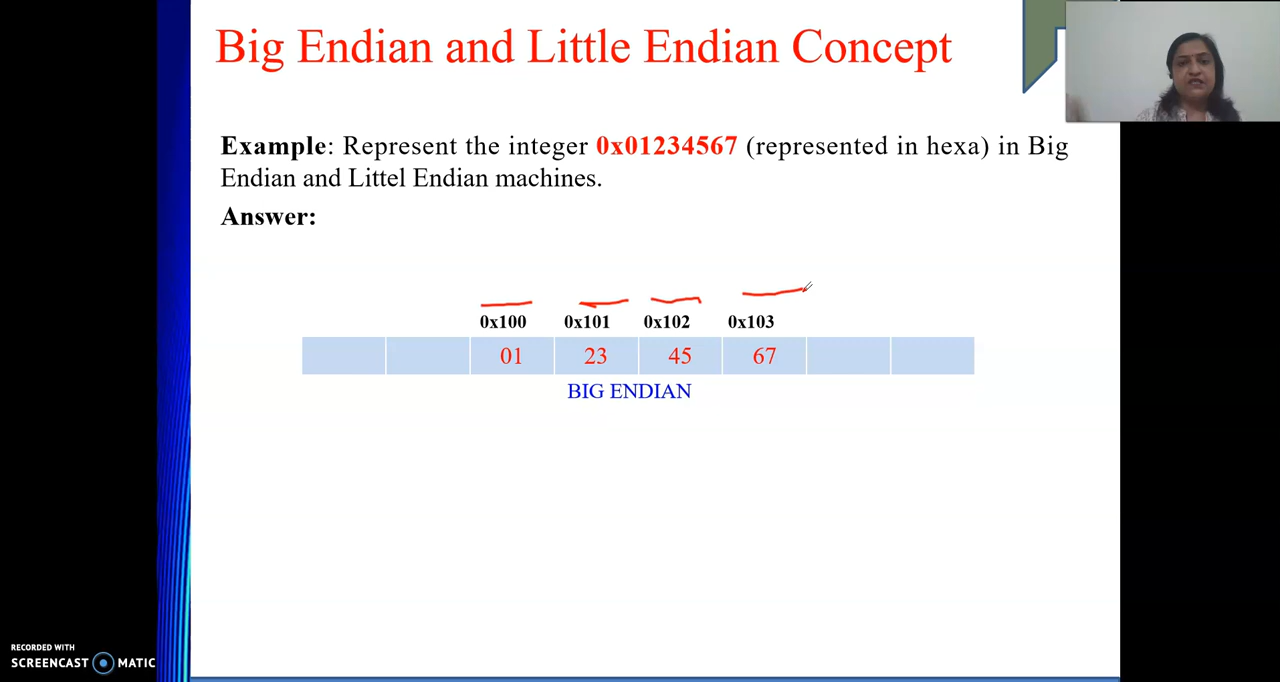 Big Endian and Little Endian Concept
Example: Represent the integer 0x01234567 (represented in hexa) in Big
Endian and Littel Endian machines.
Answer:
0x100 0x101 0x102 0x103
01 23 45 67
BIG ENDIAN
RECORDED WITH
SCREENCAST MATIC